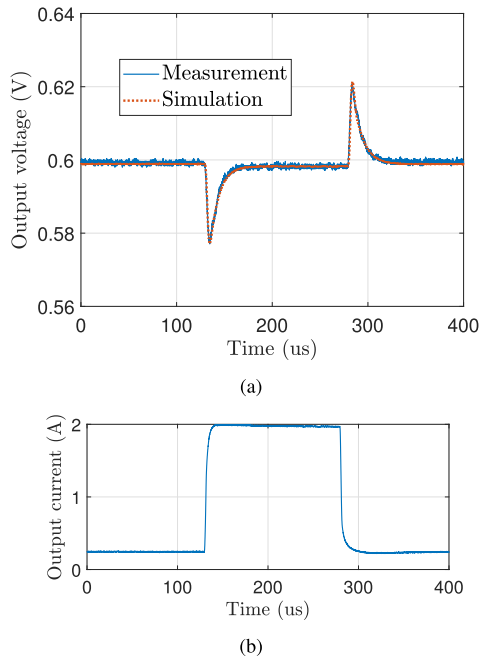 0.64
0.62
0.6
0.58
0.56
Output voltage (V)
Measurement
Simulation
0 100 200 300 400
Time (us)
(a)
2
1
0
Output current (A)
0 100 200 300 400
Time (us)
(b)